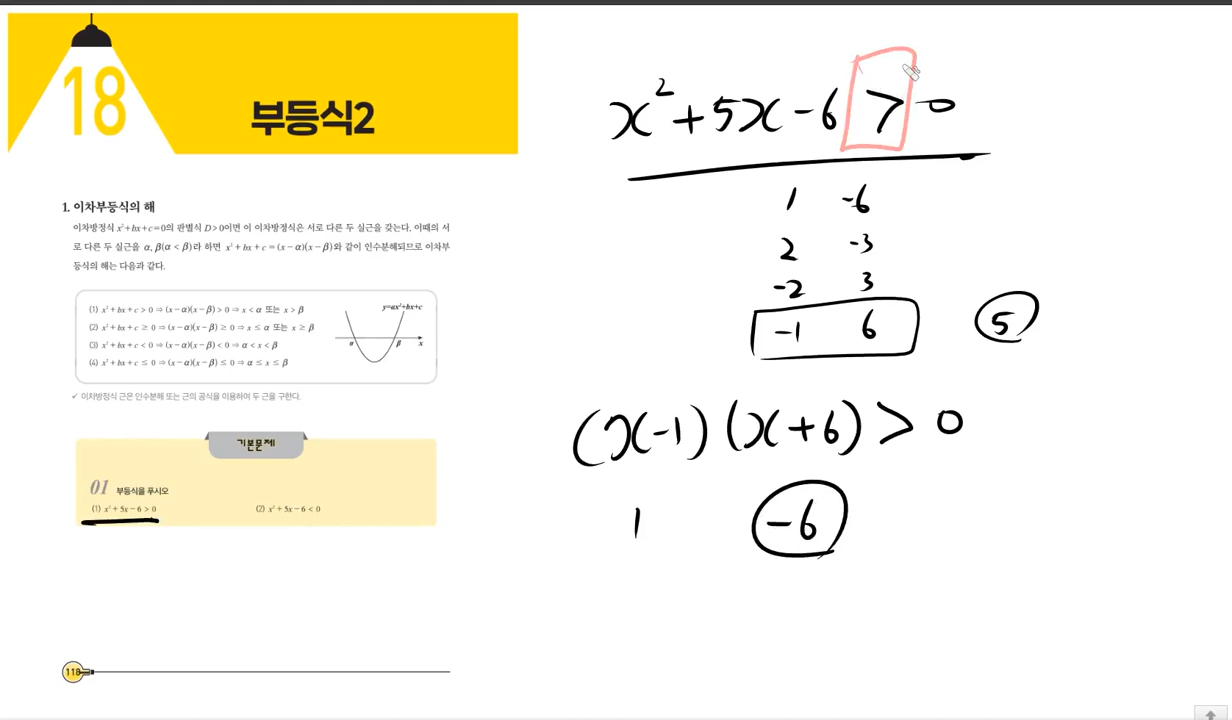 18
부등식2
1. 이차부등식의 해
이차방정식 x²+bx+c=0의 판별식 D>0이면 이 이차방정식은 서로 다른 두 실근을 갖는다. 이때의 서
로 다른 두 실근을 α, β(α<β)라 하면 x²+bx+c=(x-α)(x-β)와 같이 인수분해되므로 이차부
등식의 해는 다음과 같다.
(1) x²+bx+c>0 ⇒ (x-α)(x-β)>0 ⇒ x<α 또는 x>β
(2) x²+bx+c≥0 ⇒ (x-α)(x-β)≥0 ⇒ x≤α 또는 x≥β
(3) x²+bx+c<0 ⇒ (x-α)(x-β)<0 ⇒ α<x<β
(4) x²+bx+c≤0 ⇒ (x-α)(x-β)≤0 ⇒ α≤x≤β
y=ax²+bx+c
α β x
✓ 이차방정식 근은 인수분해 또는 근의 공식을 이용하여 두 근을 구한다.
기본문제
01 부등식을 푸시오
(1) x²+5x-6>0 (2) x²+5x-6<0
118
x²+5x-6>0
1 -6
2 -3
-2 3
-1 6 5
(x-1)(x+6)>0
1 -6